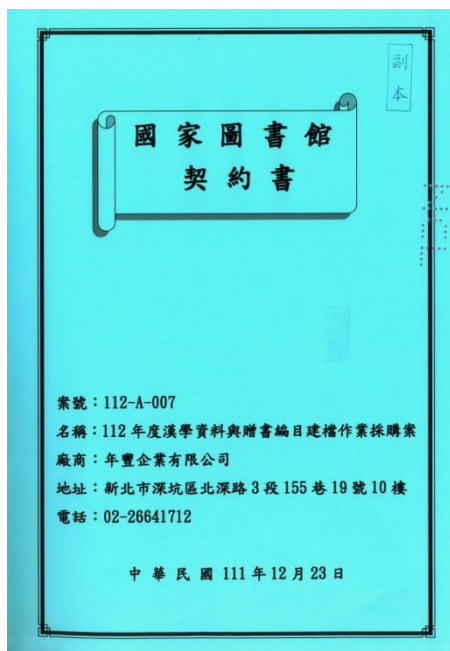 副本
國家圖書館
契約書
案號：112-A-007
名稱：112年度漢學資料與贈書編目建檔作業採購案
廠商：年豐企業有限公司
地址：新北市深坑區北深路3段155巷19號10樓
電話：02-26641712
中華民國111年12月23日